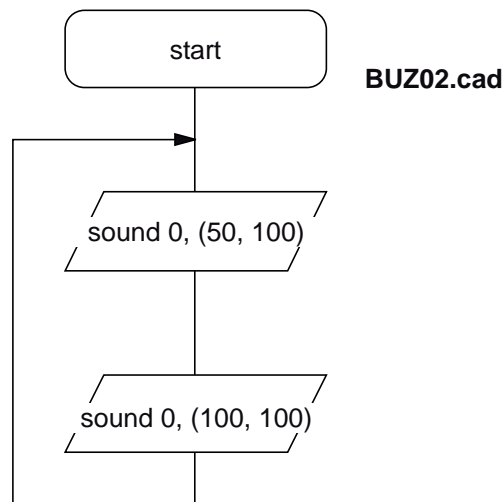 start
BUZ02.cad
sound 0, (50, 100)
sound 0, (100, 100)